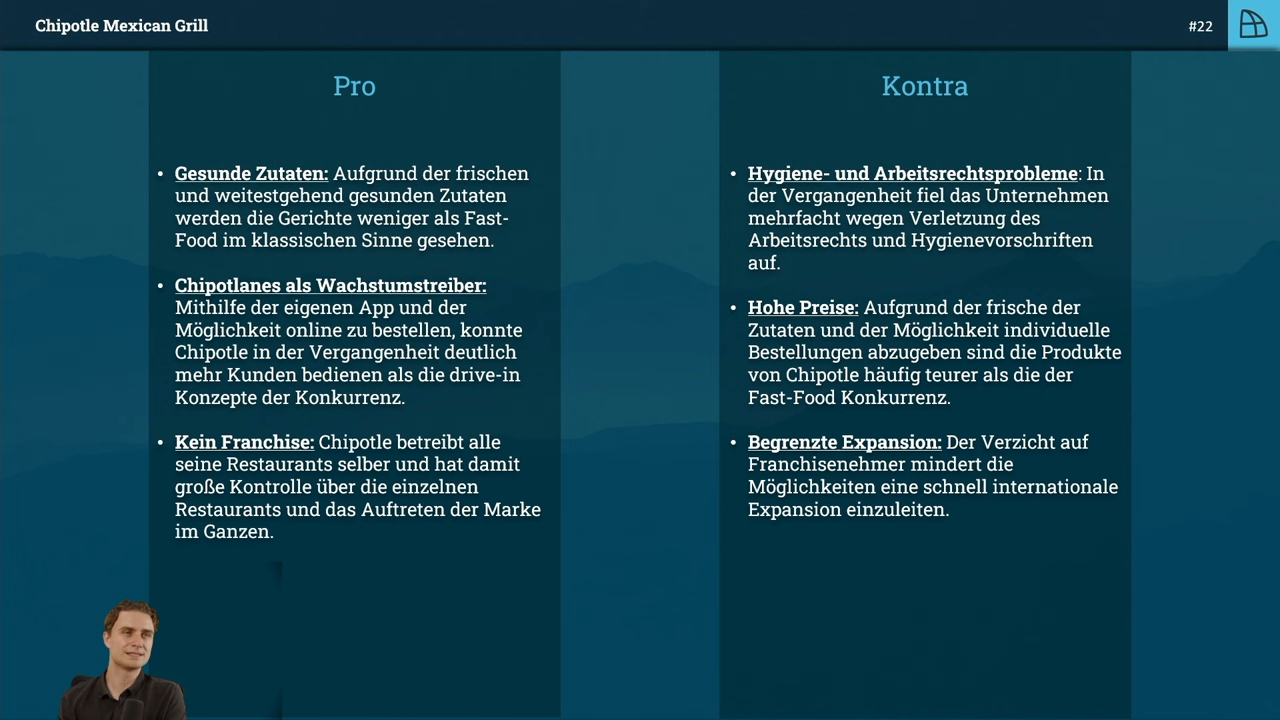 Chipotle Mexican Grill
#22
Pro
• Gesunde Zutaten: Aufgrund der frischen
und weitestgehend gesunden Zutaten
werden die Gerichte weniger als Fast-
Food im klassischen Sinne gesehen.
• Chipotlanes als Wachstumstreiber:
Mithilfe der eigenen App und der
Möglichkeit online zu bestellen, konnte
Chipotle in der Vergangenheit deutlich
mehr Kunden bedienen als die drive-in
Konzepte der Konkurrenz.
• Kein Franchise: Chipotle betreibt alle
seine Restaurants selber und hat damit
große Kontrolle über die einzelnen
Restaurants und das Auftreten der Marke
im Ganzen.
Kontra
• Hygiene- und Arbeitsrechtsprobleme: In
der Vergangenheit fiel das Unternehmen
mehrfacht wegen Verletzung des
Arbeitsrechts und Hygienevorschriften
auf.
• Hohe Preise: Aufgrund der frische der
Zutaten und der Möglichkeit individuelle
Bestellungen abzugeben sind die Produkte
von Chipotle häufig teurer als die der
Fast-Food Konkurrenz.
• Begrenzte Expansion: Der Verzicht auf
Franchisenehmer mindert die
Möglichkeiten eine schnell internationale
Expansion einzuleiten.